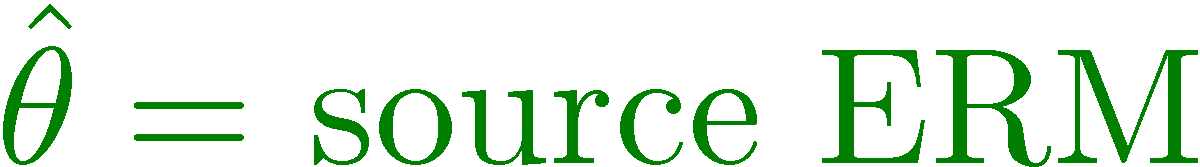 θ̂ = source ERM